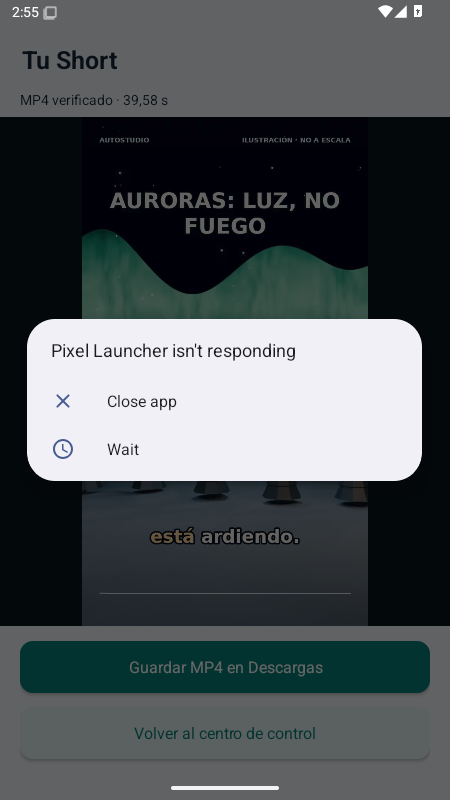 2:55
Tu Short
MP4 verificado · 39,58 s
AUTOSTUDIO
ILUSTRACIÓN · NO A ESCALA
AURORAS: LUZ, NO
FUEGO
Pixel Launcher isn't responding
Close app
Wait
está ardiendo.
Guardar MP4 en Descargas
Volver al centro de control